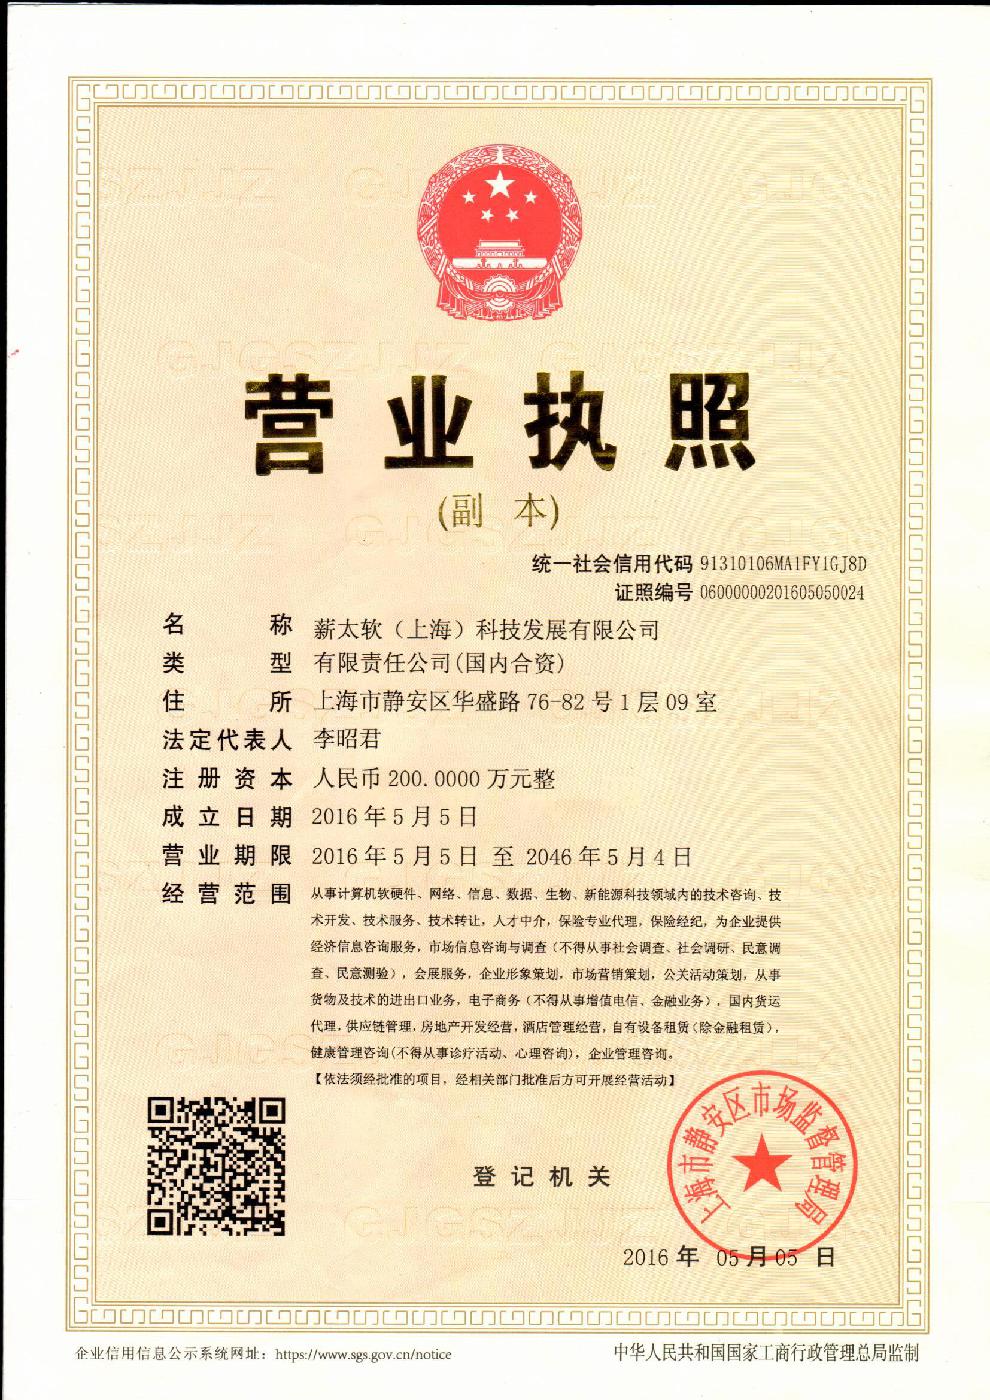 营业执照
(副 本)
统一社会信用代码 91310106MA1FY1GJ8D
证照编号 06000000201605050024
名 称 薪太软（上海）科技发展有限公司
类 型 有限责任公司(国内合资)
住 所 上海市静安区华盛路 76-82 号 1 层 09 室
法定代表人 李昭君
注 册 资 本 人民币 200.0000 万元整
成 立 日 期 2016 年 5 月 5 日
营 业 期 限 2016 年 5 月 5 日 至 2046 年 5 月 4 日
经 营 范 围 从事计算机软硬件、网络、信息、数据、生物、新能源科技领域内的技术咨询、技
术开发、技术服务、技术转让，人才中介，保险专业代理，保险经纪，为企业提供
经济信息咨询服务，市场信息咨询与调查（不得从事社会调查、社会调研、民意调
查、民意测验），会展服务，企业形象策划，市场营销策划，公关活动策划，从事
货物及技术的进出口业务，电子商务（不得从事增值电信、金融业务），国内货运
代理，供应链管理，房地产开发经营，酒店管理经营，自有设备租赁（除金融租赁），
健康管理咨询(不得从事诊疗活动、心理咨询)，企业管理咨询。
【依法须经批准的项目，经相关部门批准后方可开展经营活动】
登 记 机 关
上海市静安区市场监督管理局
2016 年 05 月 05 日
企业信用信息公示系统网址：https://www.sgs.gov.cn/notice
中华人民共和国国家工商行政管理总局监制